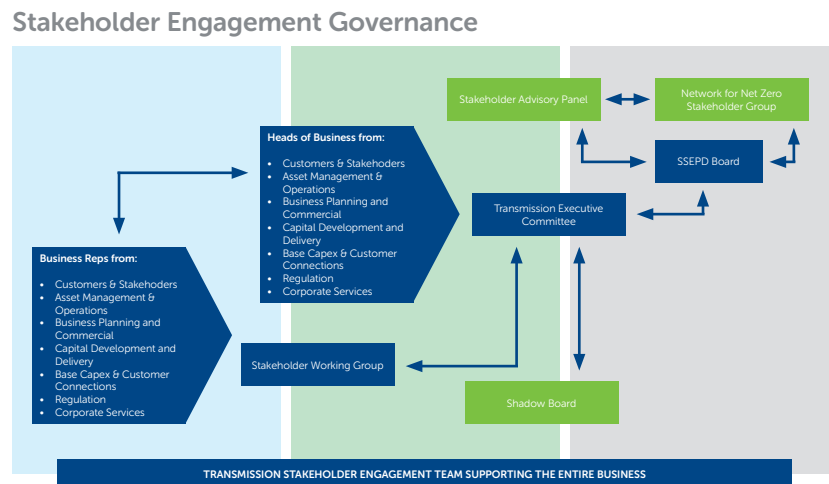 Stakeholder Engagement Governance
Stakeholder Advisory Panel
Network for Net Zero
Stakeholder Group
SSEPD Board
Heads of Business from:
• Customers & Stakehoders
• Asset Management &
Operations
• Business Planning and
Commercial
• Capital Development and
Delivery
• Base Capex & Customer
Connections
• Regulation
• Corporate Services
Transmission Executive
Committee
Business Reps from:
• Customers & Stakehoders
• Asset Management &
Operations
• Business Planning and
Commercial
• Capital Development and
Delivery
• Base Capex & Customer
Connections
• Regulation
• Corporate Services
Stakeholder Working Group
Shadow Board
TRANSMISSION STAKEHOLDER ENGAGEMENT TEAM SUPPORTING THE ENTIRE BUSINESS